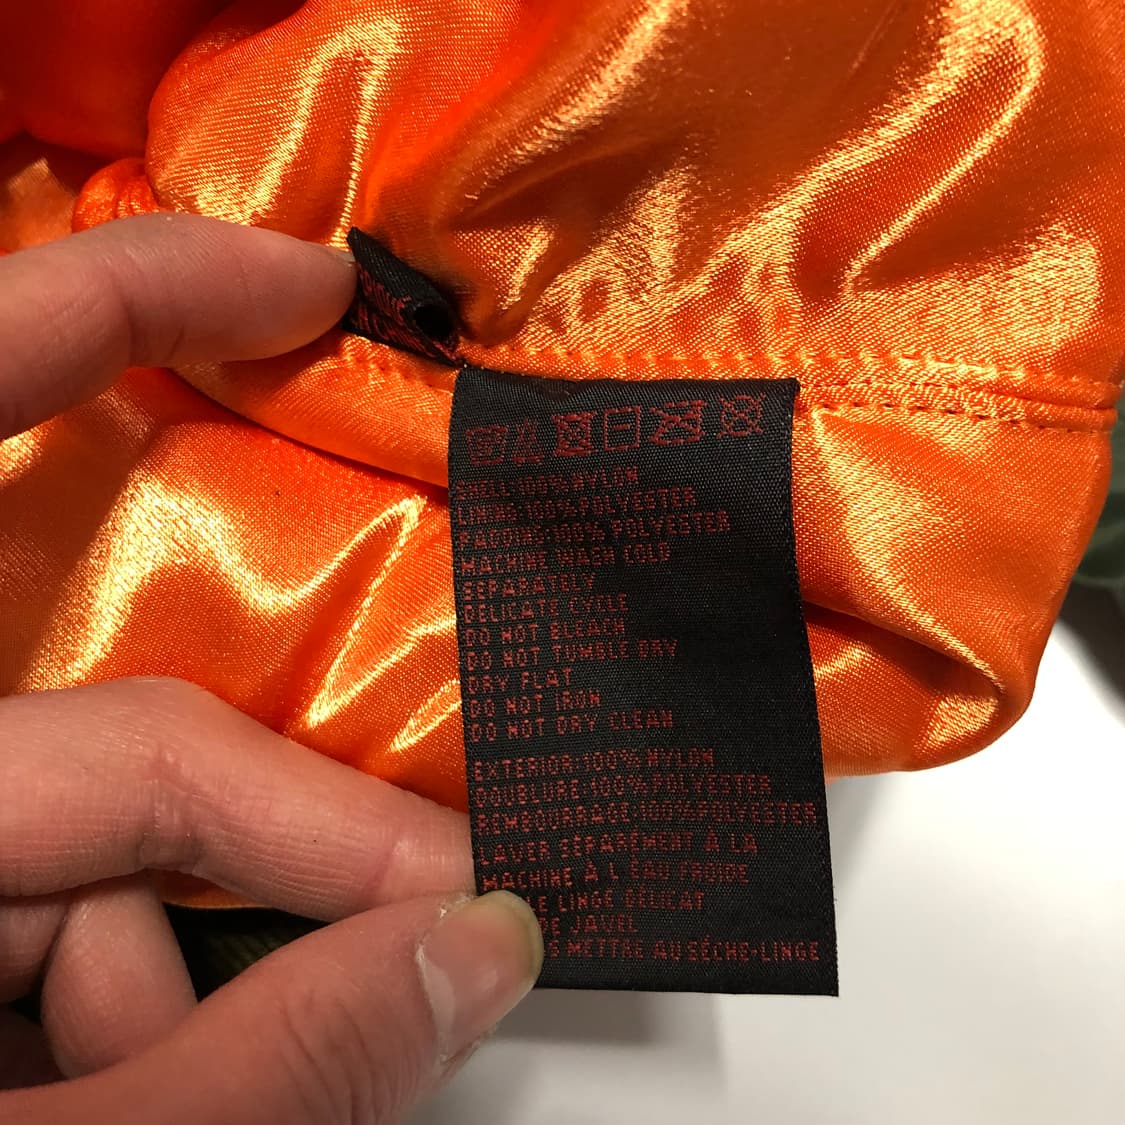 SHELL:100% NYLON
LINING:100% POLYESTER
PADDING:100% POLYESTER
MACHINE WASH COLD
SEPARATELY
DELICATE CYCLE
DO NOT BLEACH
DO NOT TUMBLE DRY
DRY FLAT
DO NOT IRON
DO NOT DRY CLEAN
EXTERIOR:100% NYLON
DOUBLURE:100% POLYESTER
REMBOURRAGE:100% POLYESTER
LAVER SÉPARÉMENT À LA
MACHINE À L ÉAU FROIDE
LINGE DÉLICAT
JAVEL
METTRE AU SÉCHE-LINGE